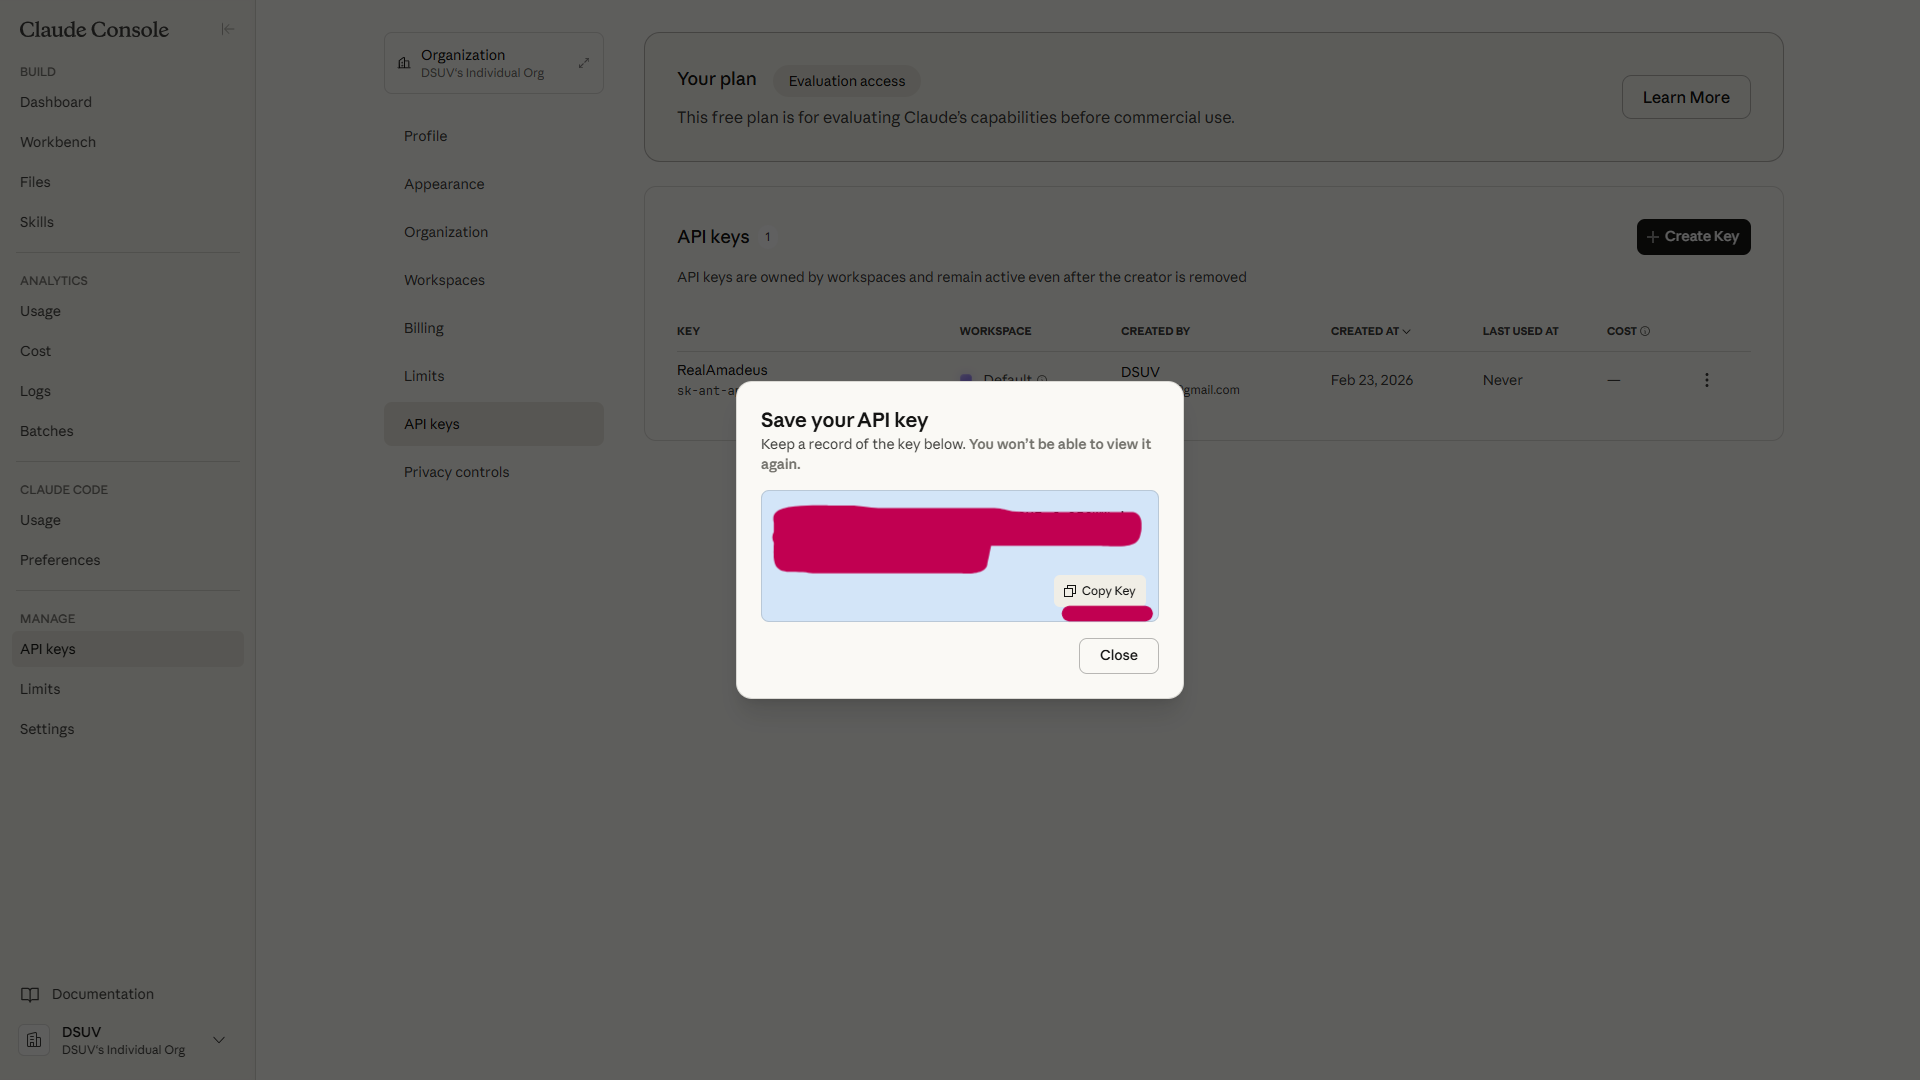 Claude Console
BUILD
Dashboard
Workbench
Files
Skills
ANALYTICS
Usage
Cost
Logs
Batches
CLAUDE CODE
Usage
Preferences
MANAGE
API keys
Limits
Settings
Documentation
DSUV
DSUV's Individual Org
Organization
DSUV's Individual Org
Profile
Appearance
Organization
Workspaces
Billing
Limits
API keys
Privacy controls
Your plan Evaluation access
This free plan is for evaluating Claude's capabilities before commercial use.
Learn More
API keys 1
+ Create Key
API keys are owned by workspaces and remain active even after the creator is removed
KEY WORKSPACE CREATED BY CREATED AT LAST USED AT COST
RealAmadeus Default DSUV Feb 23, 2026 Never —
sk-ant-a gmail.com
Save your API key
Keep a record of the key below. You won't be able to view it
again.
Copy Key
Close